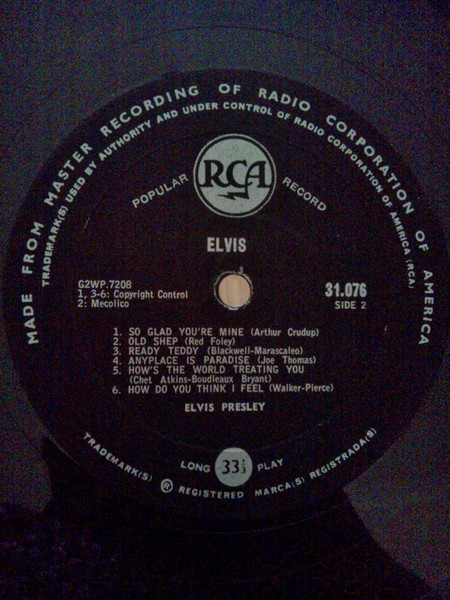 MADE FROM MASTER RECORDING OF RADIO CORPORATION OF AMERICA
TRADEMARK(S) USED BY AUTHORITY AND UNDER CONTROL OF RADIO CORPORATION OF AMERICA (RCA)
POPULAR RCA RECORD
ELVIS
G2WP.7208
1, 3-6: Copyright Control
2: Mecolico
31.076
SIDE 2
1. SO GLAD YOU'RE MINE (Arthur Crudup)
2. OLD SHEP (Red Foley)
3. READY TEDDY (Blackwell-Marascaleo)
4. ANYPLACE IS PARADISE (Joe Thomas)
5. HOW'S THE WORLD TREATING YOU
(Chet Atkins-Boudleaux Bryant)
6. HOW DO YOU THINK I FEEL (Walker-Pierce)
ELVIS PRESLEY
LONG 33⅓ PLAY
TRADEMARK(S) ® REGISTERED MARCA(S) REGISTRADA(S)